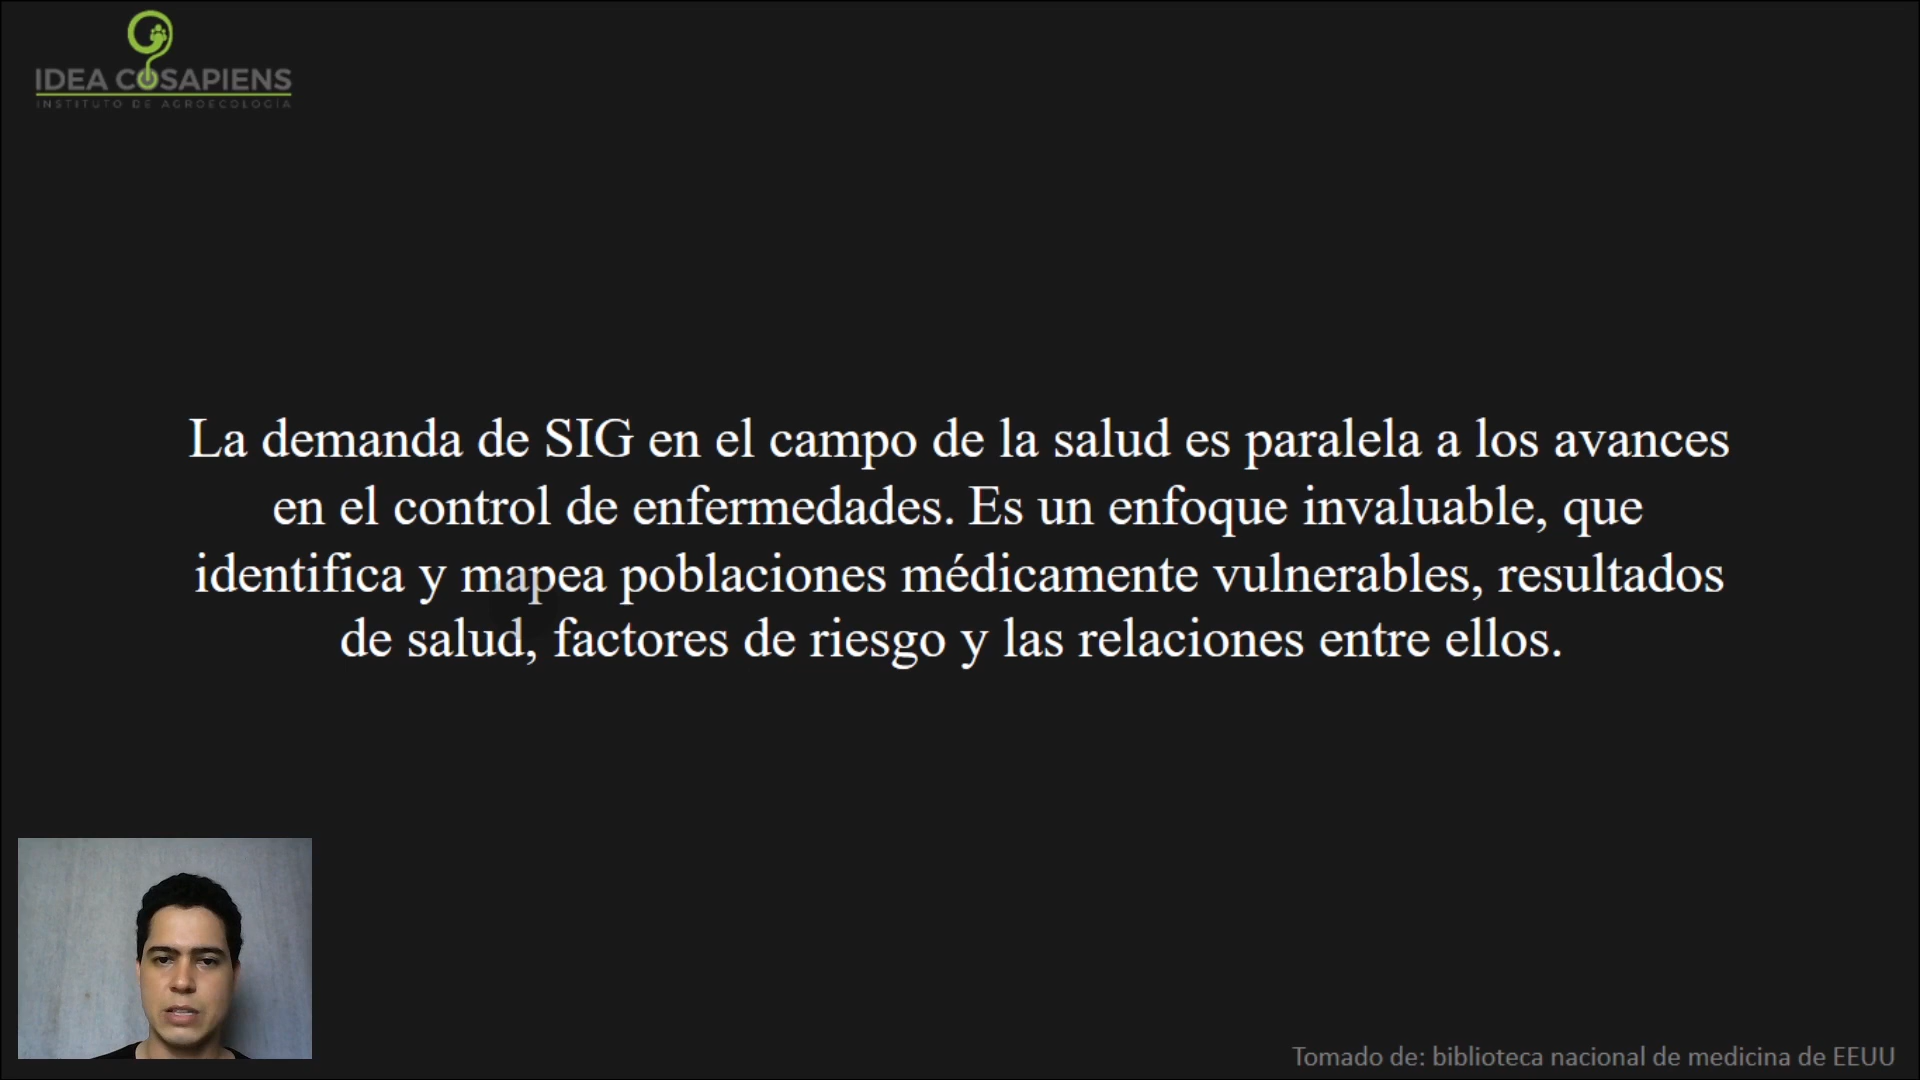 IDEA COSAPIENS
INSTITUTO DE AGROECOLOGIA
La demanda de SIG en el campo de la salud es paralela a los avances
en el control de enfermedades. Es un enfoque invaluable, que
identifica y mapea poblaciones médicamente vulnerables, resultados
de salud, factores de riesgo y las relaciones entre ellos.
Tomado de: biblioteca nacional de medicina de EEUU